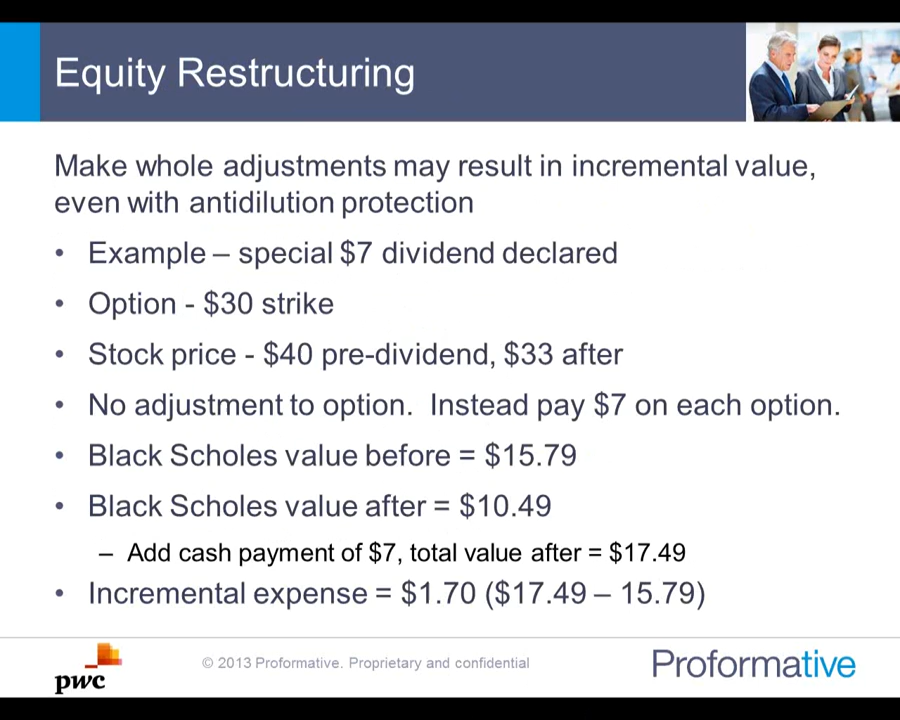 Equity Restructuring
Make whole adjustments may result in incremental value,
even with antidilution protection
• Example – special $7 dividend declared
• Option - $30 strike
• Stock price - $40 pre-dividend, $33 after
• No adjustment to option.  Instead pay $7 on each option.
• Black Scholes value before = $15.79
• Black Scholes value after = $10.49
– Add cash payment of $7, total value after = $17.49
• Incremental expense = $1.70 ($17.49 – 15.79)
pwc
© 2013 Proformative. Proprietary and confidential
Proformative